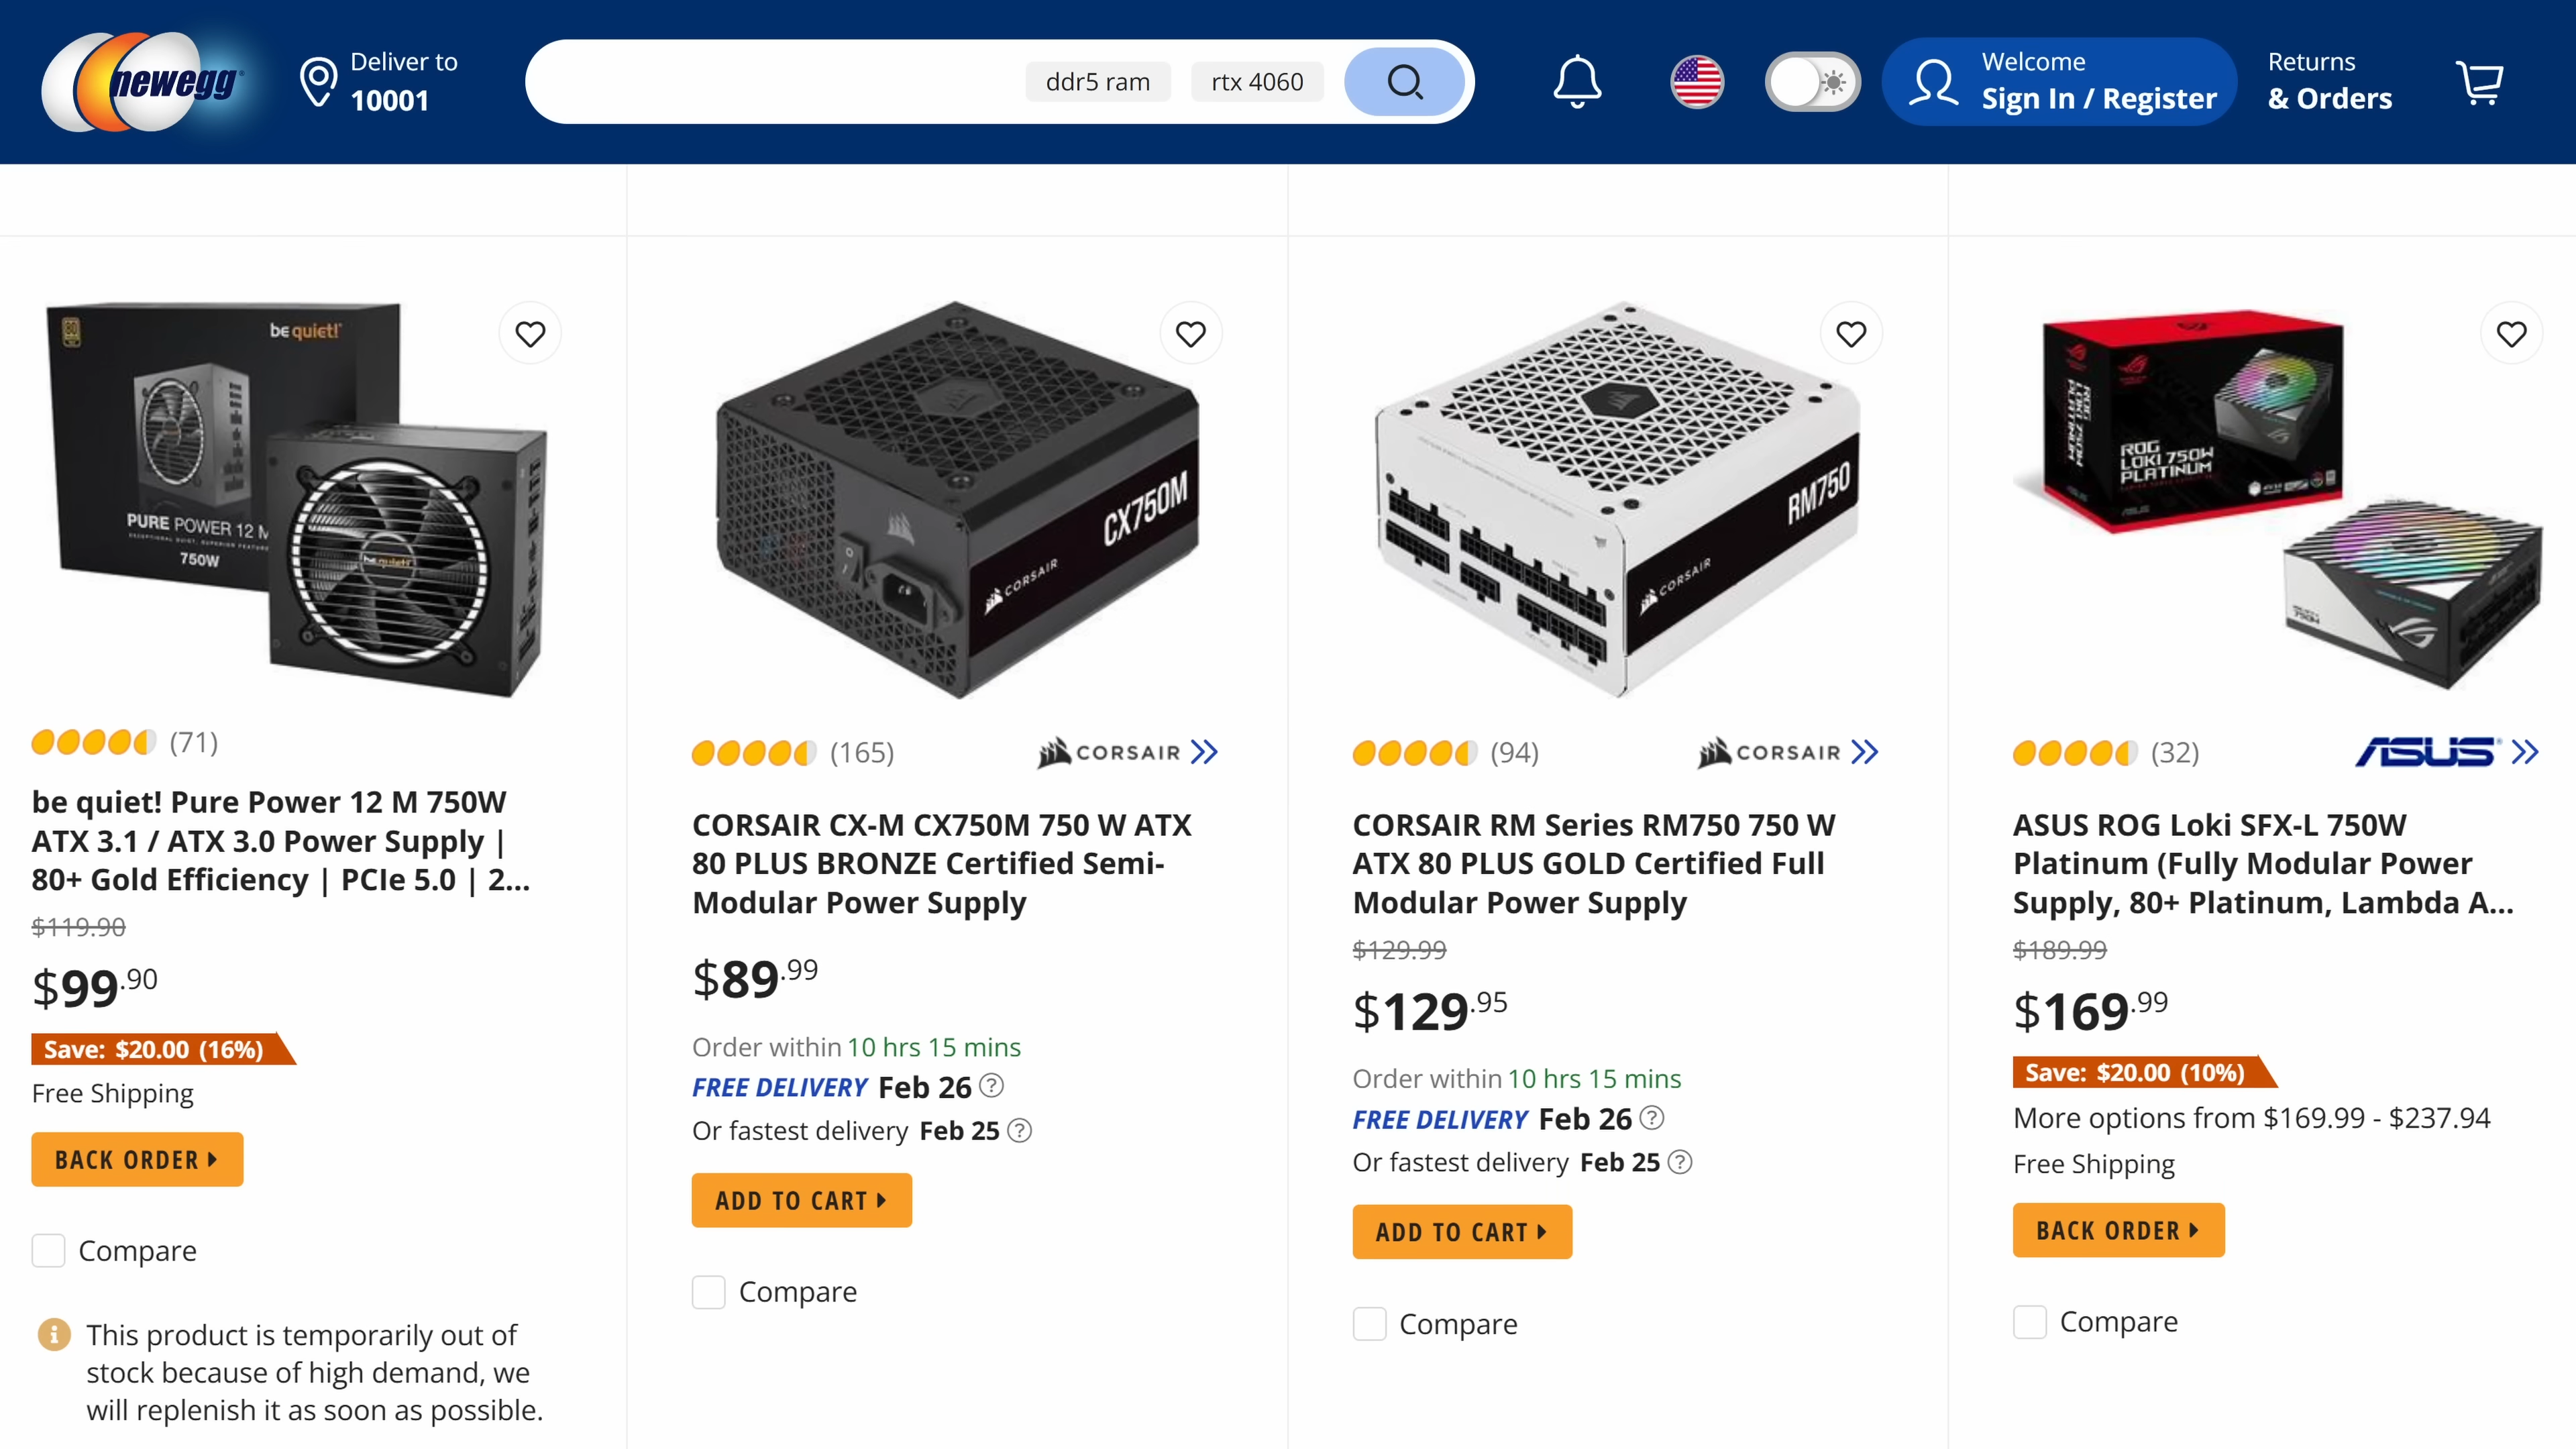 newegg
Deliver to
10001
ddr5 ram
rtx 4060
Welcome
Sign In / Register
Returns
& Orders
be quiet!
PURE POWER 12 M
750W
be quiet!
(71)
be quiet! Pure Power 12 M 750W
ATX 3.1 / ATX 3.0 Power Supply |
80+ Gold Efficiency | PCIe 5.0 | 2...
$119.90
$99.90
Save: $20.00 (16%)
Free Shipping
BACK ORDER
Compare
This product is temporarily out of
stock because of high demand, we
will replenish it as soon as possible.
CX750M
CORSAIR
(165)
CORSAIR
CORSAIR CX-M CX750M 750 W ATX
80 PLUS BRONZE Certified Semi-
Modular Power Supply
$89.99
Order within 10 hrs 15 mins
FREE DELIVERY Feb 26
Or fastest delivery Feb 25
ADD TO CART
Compare
RM750
CORSAIR
(94)
CORSAIR
CORSAIR RM Series RM750 750 W
ATX 80 PLUS GOLD Certified Full
Modular Power Supply
$129.99
$129.95
Order within 10 hrs 15 mins
FREE DELIVERY Feb 26
Or fastest delivery Feb 25
ADD TO CART
Compare
ROG
LOKI 750W
PLATINUM
ROG
LOKI 750W
PLATINUM
(32)
ASUS
ASUS ROG Loki SFX-L 750W
Platinum (Fully Modular Power
Supply, 80+ Platinum, Lambda A...
$189.99
$169.99
Save: $20.00 (10%)
More options from $169.99 - $237.94
Free Shipping
BACK ORDER
Compare